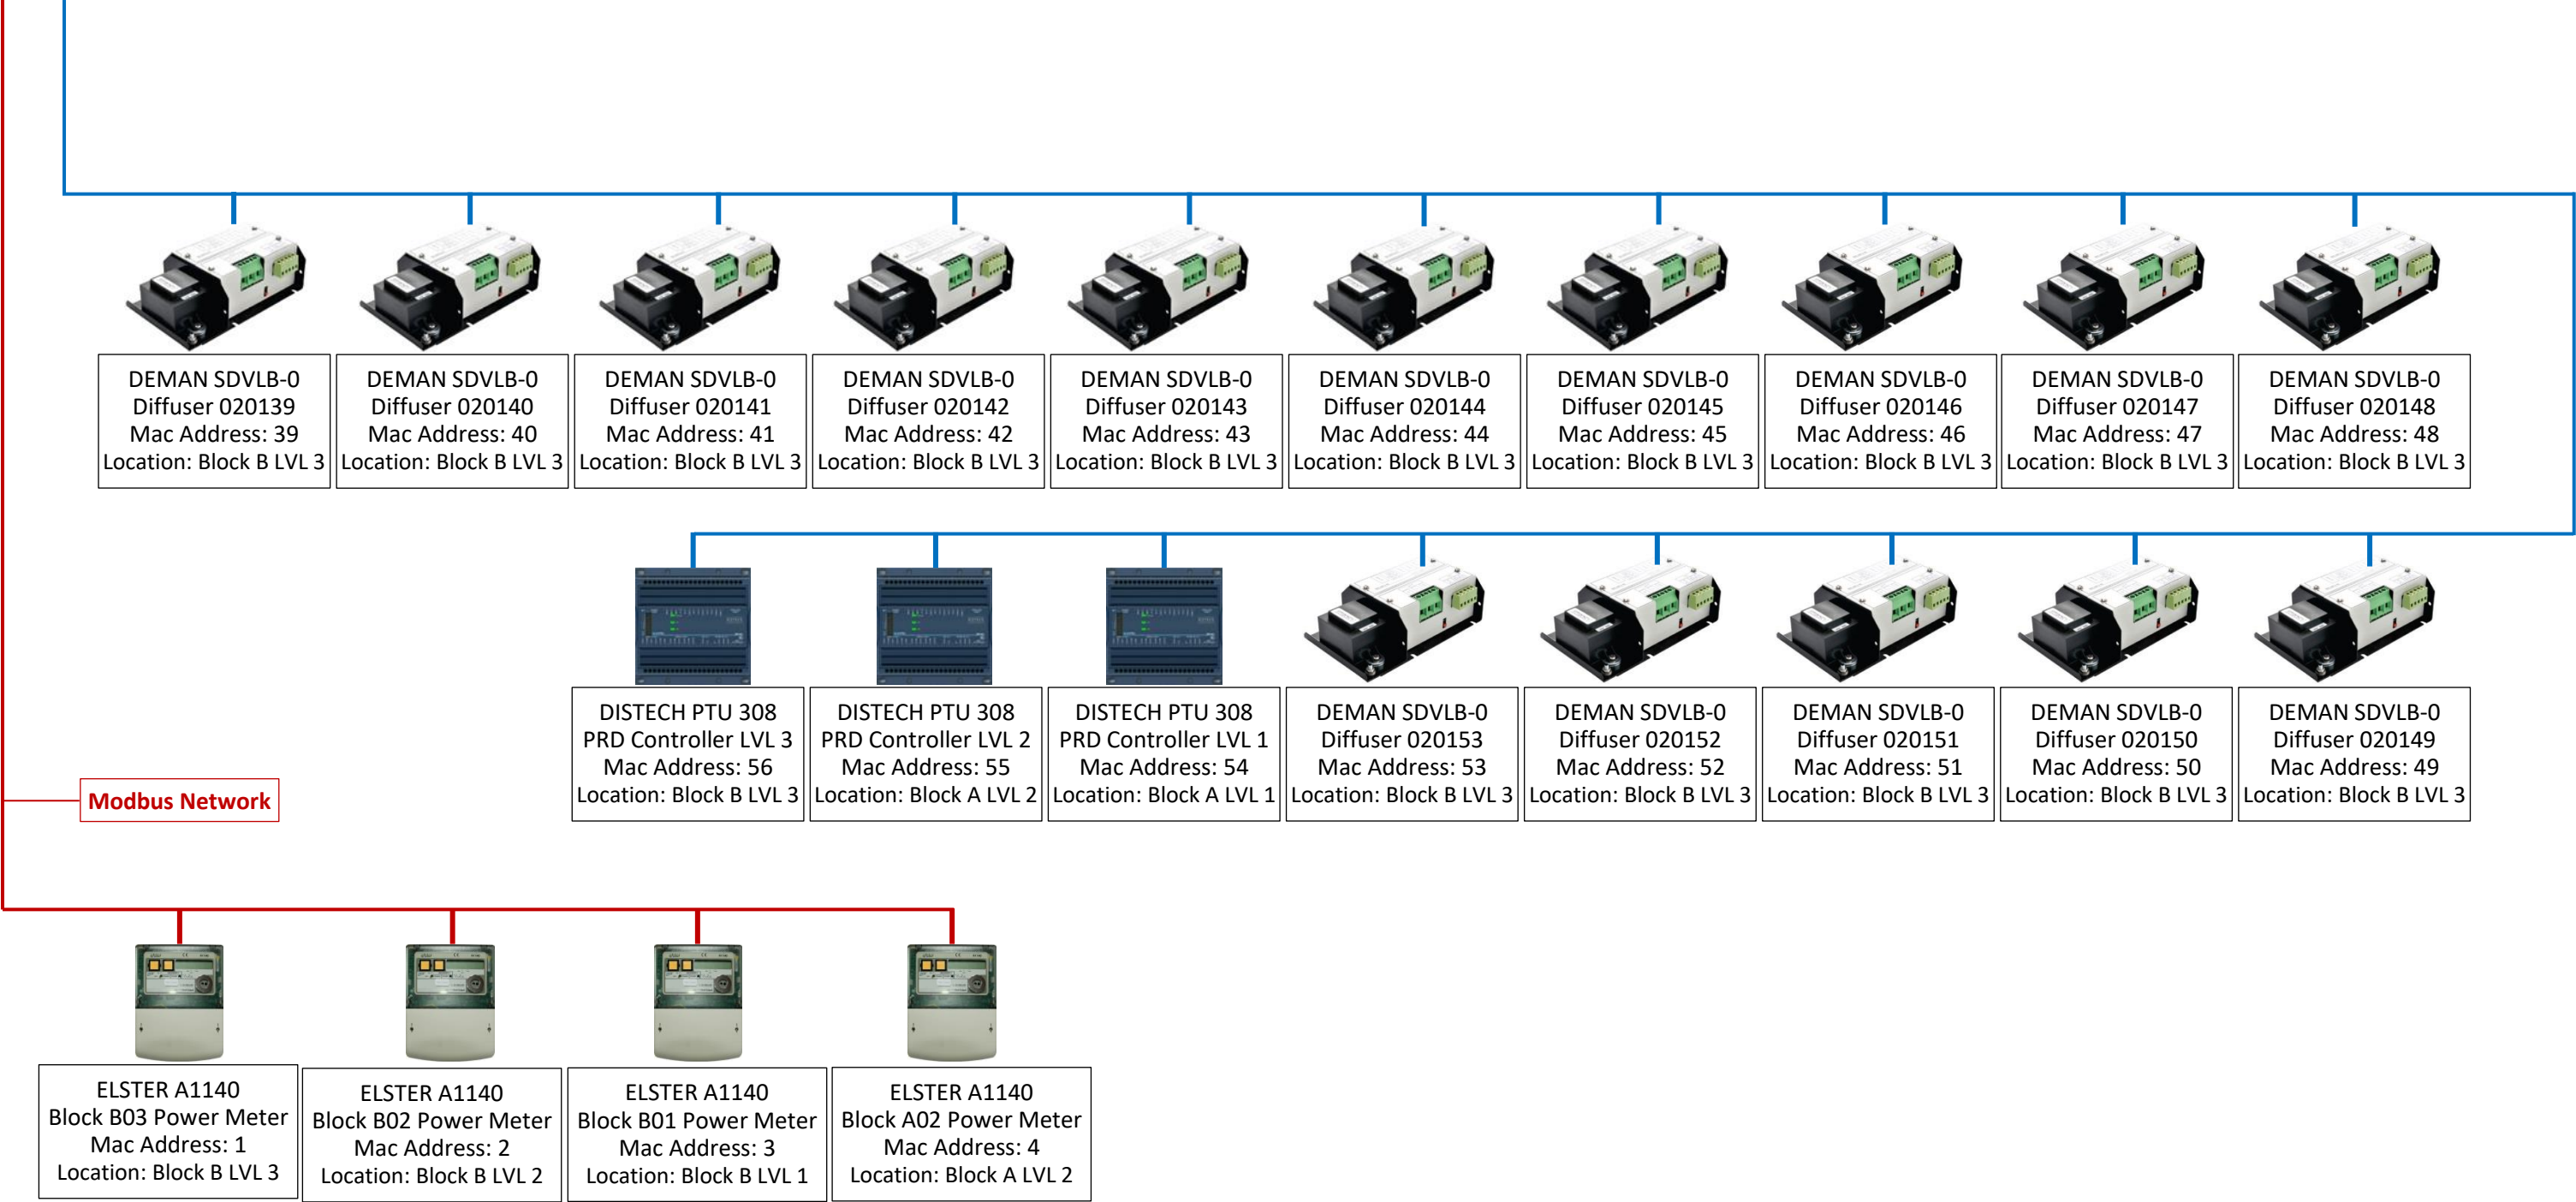 DEMAN SDVLB-0
Diffuser 020139
Mac Address: 39
Location: Block B LVL 3
DEMAN SDVLB-0
Diffuser 020140
Mac Address: 40
Location: Block B LVL 3
DEMAN SDVLB-0
Diffuser 020141
Mac Address: 41
Location: Block B LVL 3
DEMAN SDVLB-0
Diffuser 020142
Mac Address: 42
Location: Block B LVL 3
DEMAN SDVLB-0
Diffuser 020143
Mac Address: 43
Location: Block B LVL 3
DEMAN SDVLB-0
Diffuser 020144
Mac Address: 44
Location: Block B LVL 3
DEMAN SDVLB-0
Diffuser 020145
Mac Address: 45
Location: Block B LVL 3
DEMAN SDVLB-0
Diffuser 020146
Mac Address: 46
Location: Block B LVL 3
DEMAN SDVLB-0
Diffuser 020147
Mac Address: 47
Location: Block B LVL 3
DEMAN SDVLB-0
Diffuser 020148
Mac Address: 48
Location: Block B LVL 3
DISTECH PTU 308
PRD Controller LVL 3
Mac Address: 56
Location: Block B LVL 3
DISTECH PTU 308
PRD Controller LVL 2
Mac Address: 55
Location: Block A LVL 2
DISTECH PTU 308
PRD Controller LVL 1
Mac Address: 54
Location: Block A LVL 1
DEMAN SDVLB-0
Diffuser 020153
Mac Address: 53
Location: Block B LVL 3
DEMAN SDVLB-0
Diffuser 020152
Mac Address: 52
Location: Block B LVL 3
DEMAN SDVLB-0
Diffuser 020151
Mac Address: 51
Location: Block B LVL 3
DEMAN SDVLB-0
Diffuser 020150
Mac Address: 50
Location: Block B LVL 3
DEMAN SDVLB-0
Diffuser 020149
Mac Address: 49
Location: Block B LVL 3
Modbus Network
ELSTER A1140
Block B03 Power Meter
Mac Address: 1
Location: Block B LVL 3
ELSTER A1140
Block B02 Power Meter
Mac Address: 2
Location: Block B LVL 2
ELSTER A1140
Block B01 Power Meter
Mac Address: 3
Location: Block B LVL 1
ELSTER A1140
Block A02 Power Meter
Mac Address: 4
Location: Block A LVL 2